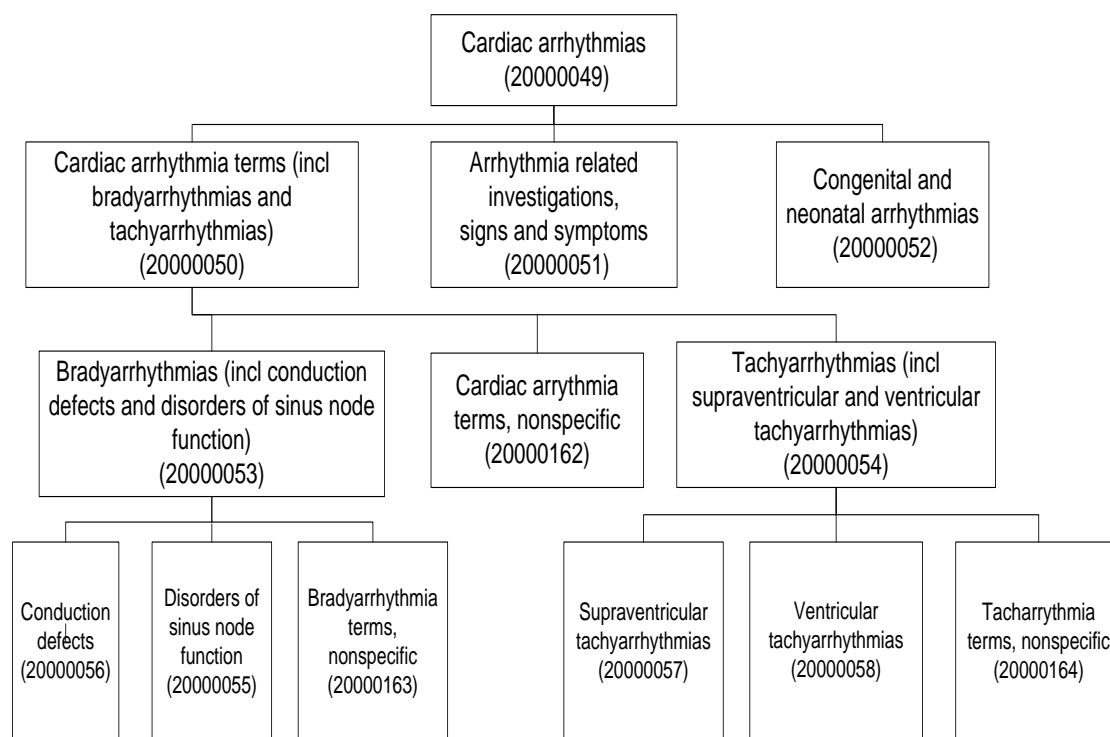 Cardiac arrhythmias
(20000049)
Cardiac arrhythmia terms (incl
bradyarrhythmias and
tachyarrhythmias)
(20000050)
Arrhythmia related
investigations,
signs and symptoms
(20000051)
Congenital and
neonatal arrhythmias
(20000052)
Bradyarrhythmias (incl conduction
defects and disorders of sinus node
function)
(20000053)
Cardiac arrythmia
terms, nonspecific
(20000162)
Tachyarrhythmias (incl
supraventricular and ventricular
tachyarrhythmias)
(20000054)
Conduction
defects
(20000056)
Disorders of
sinus node
function
(20000055)
Bradyarrhythmia
terms,
nonspecific
(20000163)
Supraventricular
tachyarrhythmias
(20000057)
Ventricular
tachyarrhythmias
(20000058)
Tacharrythmia
terms, nonspecific
(20000164)